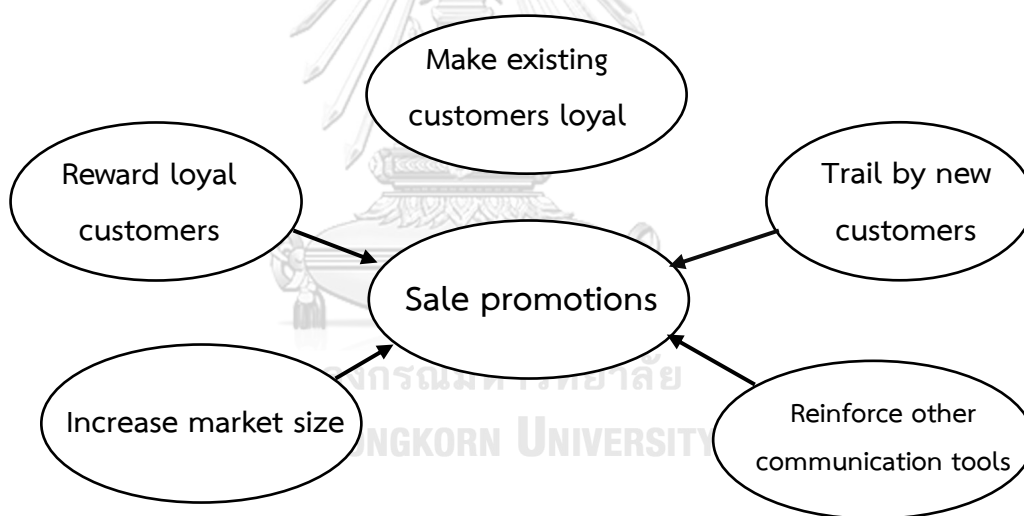 Make existing
customers loyal
Reward loyal
customers
Trail by new
customers
Sale promotions
Increase market size
Reinforce other
communication tools
NGKORN UNIVERSITY